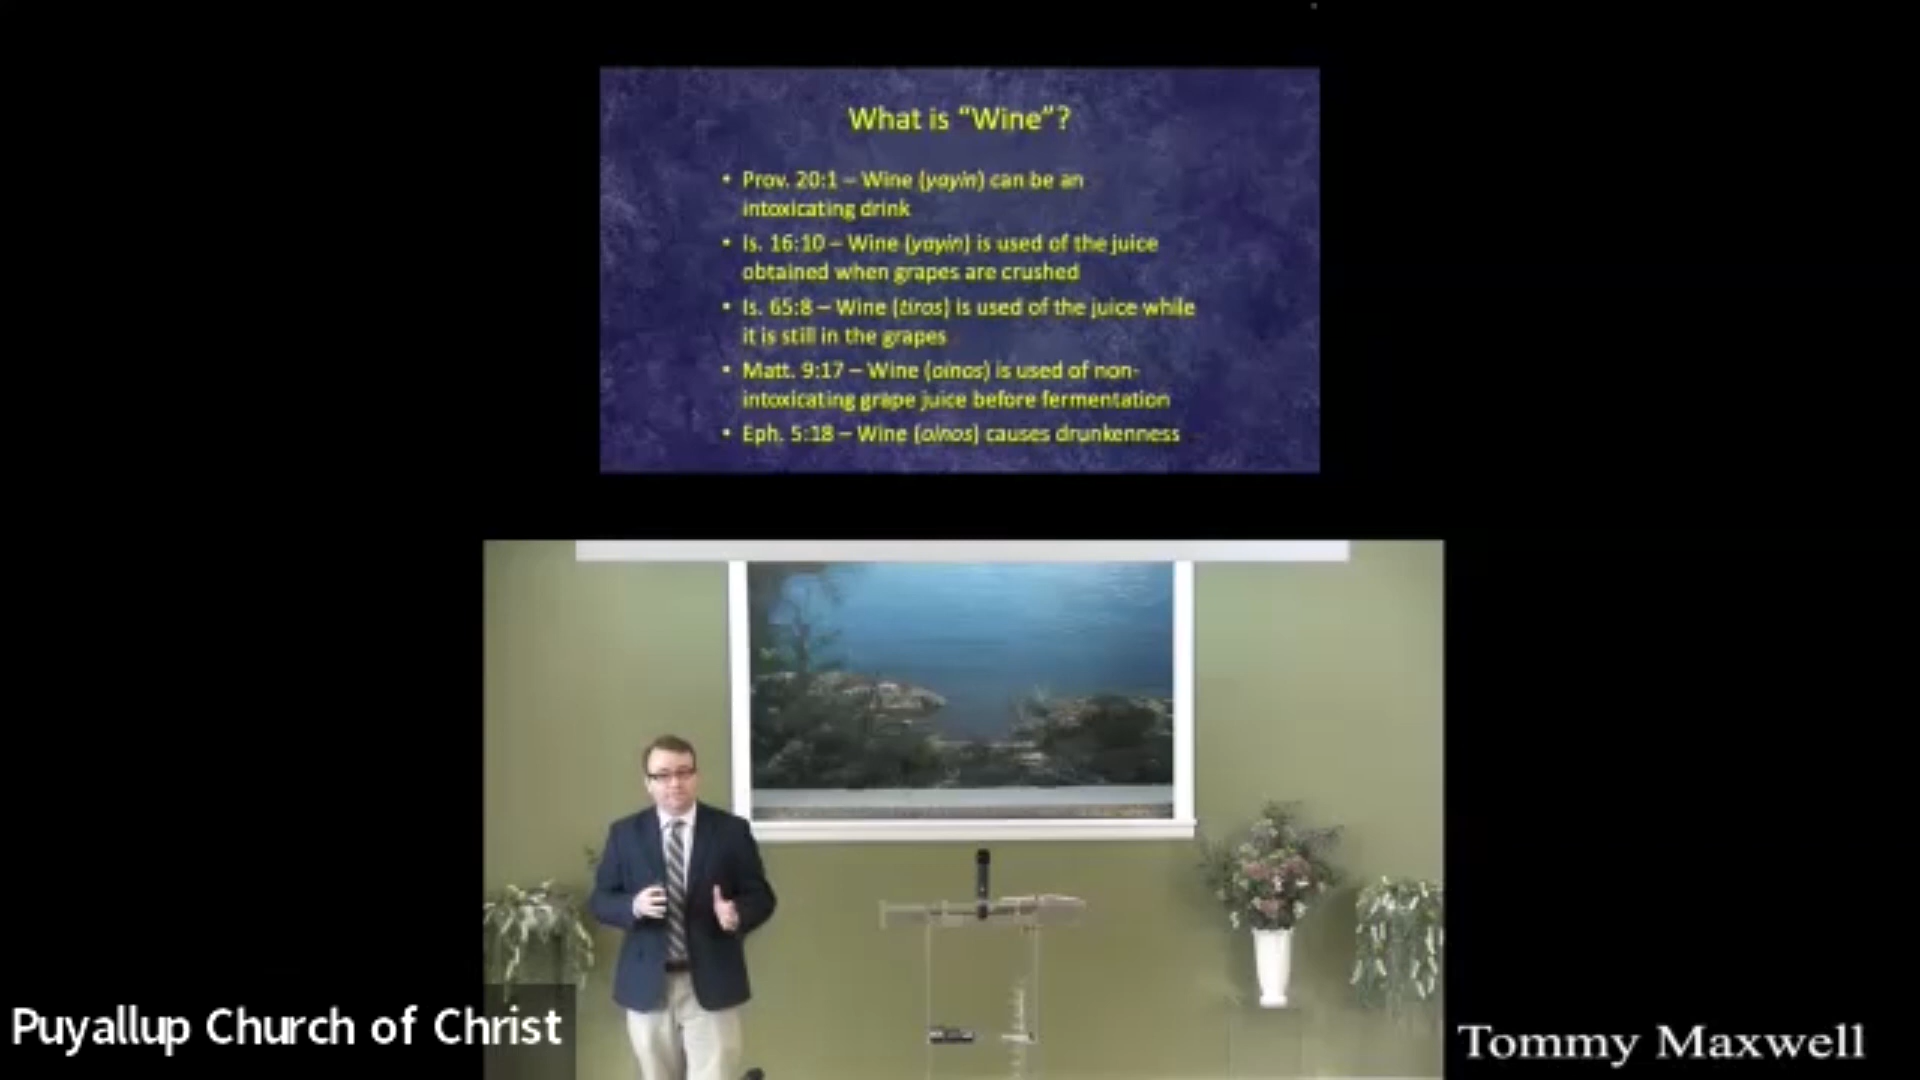 What is “Wine”?
• Prov. 20:1 – Wine (yayin) can be an
intoxicating drink
• Is. 16:10 – Wine (yayin) is used of the juice
obtained when grapes are crushed
• Is. 65:8 – Wine (tiros) is used of the juice while
it is still in the grapes
• Matt. 9:17 – Wine (oinos) is used of non-
intoxicating grape juice before fermentation
• Eph. 5:18 – Wine (oinos) causes drunkenness
Puyallup Church of Christ
Tommy Maxwell